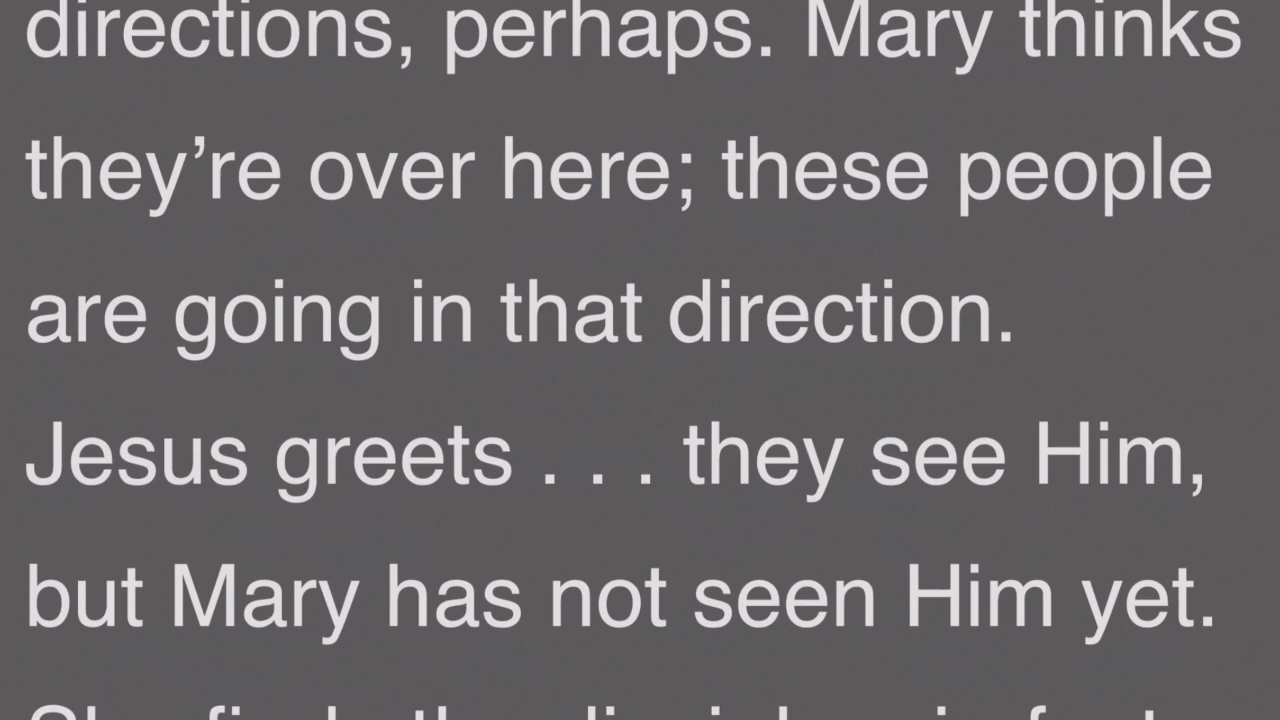 directions, perhaps. Mary thinks
they’re over here; these people
are going in that direction.
Jesus greets . . . they see Him,
but Mary has not seen Him yet.